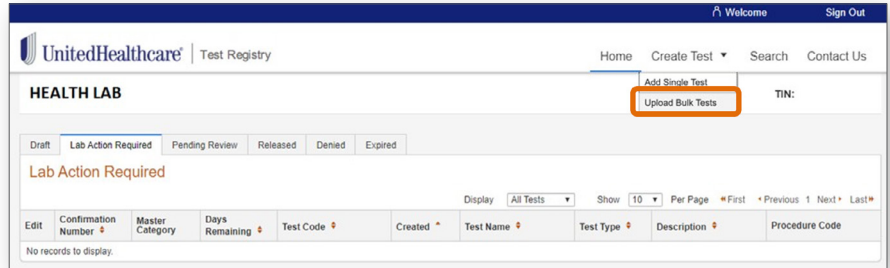 Welcome Sign Out
UnitedHealthcare® Test Registry Home Create Test Search Contact Us
Add Single Test
HEALTH LAB TIN:
Upload Bulk Tests
Draft Lab Action Required Pending Review Released Denied Expired
Lab Action Required
Display All Tests Show 10 Per Page First Previous 1 Next Last
Edit Confirmation Number Master Category Days Remaining Test Code Created Test Name Test Type Description Procedure Code
No records to display.